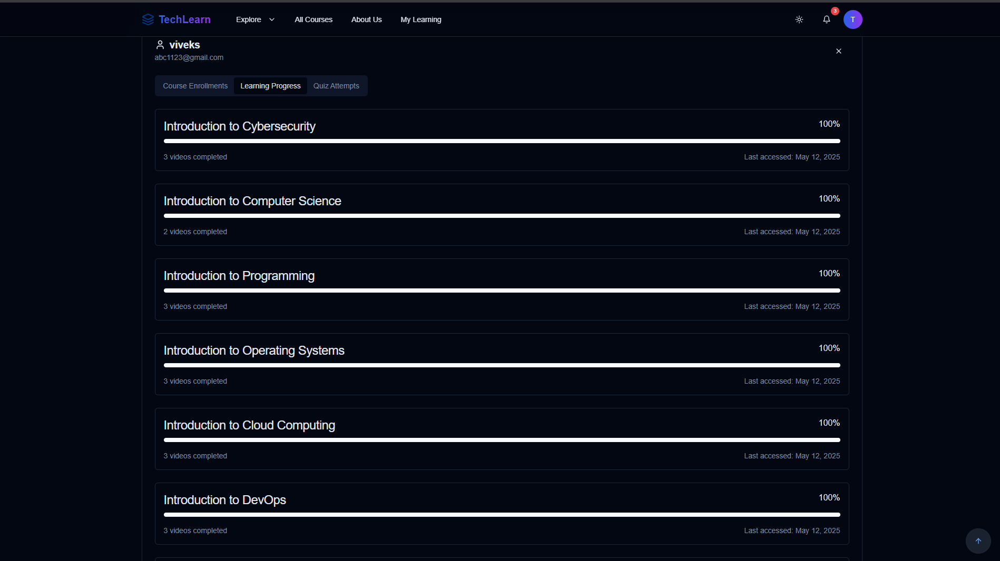 TechLearn Explore All Courses About Us My Learning 3 T
viveks
abc1123@gmail.com
Course Enrollments Learning Progress Quiz Attempts
Introduction to Cybersecurity 100%
3 videos completed Last accessed: May 12, 2025
Introduction to Computer Science 100%
2 videos completed Last accessed: May 12, 2025
Introduction to Programming 100%
3 videos completed Last accessed: May 12, 2025
Introduction to Operating Systems 100%
3 videos completed Last accessed: May 12, 2025
Introduction to Cloud Computing 100%
3 videos completed Last accessed: May 12, 2025
Introduction to DevOps 100%
3 videos completed Last accessed: May 12, 2025